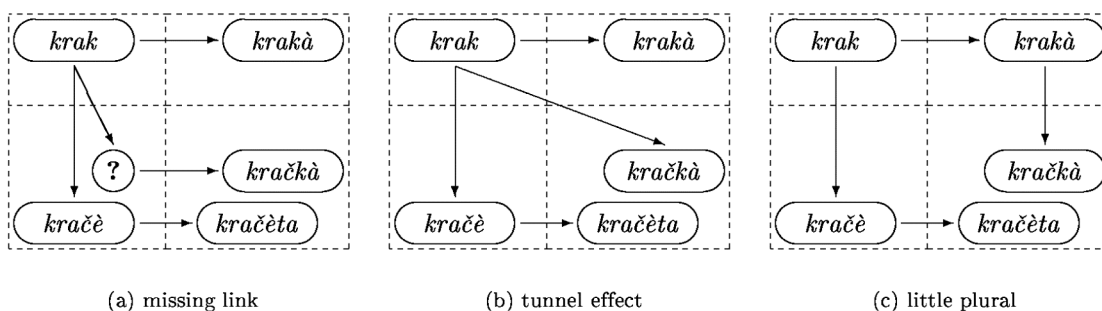 krak krakà krak krakà krak krakà
? kračkà kračkà kračkà
kračè kračèta kračè kračèta kračè kračèta
(a) missing link (b) tunnel effect (c) little plural